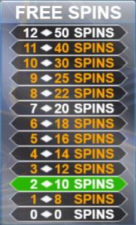 FREE SPINS
12 50 SPINS
11 40 SPINS
10 30 SPINS
9 25 SPINS
8 22 SPINS
7 20 SPINS
6 18 SPINS
5 16 SPINS
4 14 SPINS
3 12 SPINS
2 10 SPINS
1 8 SPINS
0 0 SPINS